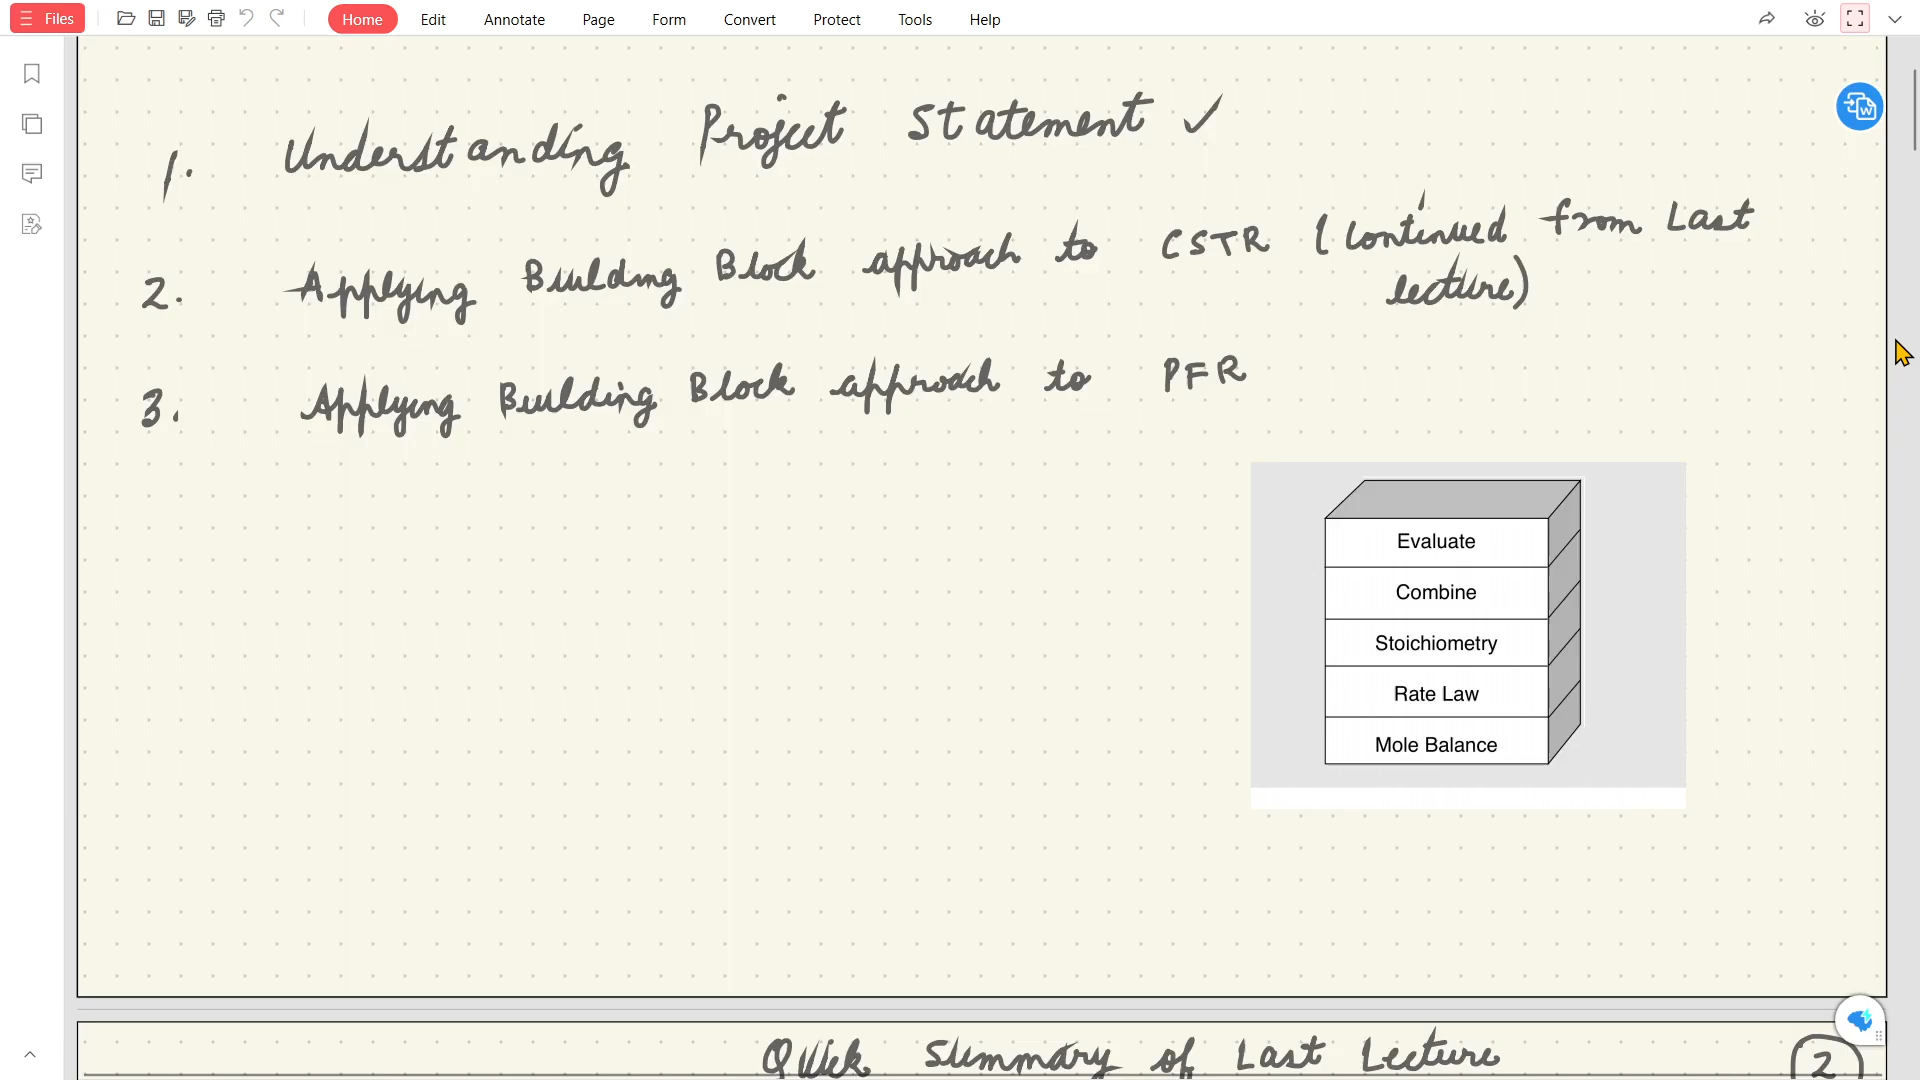 Files Home Edit Annotate Page Form Convert Protect Tools Help
1. Understanding Project Statement ✓
2. Applying Building Block approach to CSTR (Continued from Last
lecture)
3. Applying Building Block approach to PFR
Evaluate
Combine
Stoichiometry
Rate Law
Mole Balance
Quick Summary of Last Lecture 2